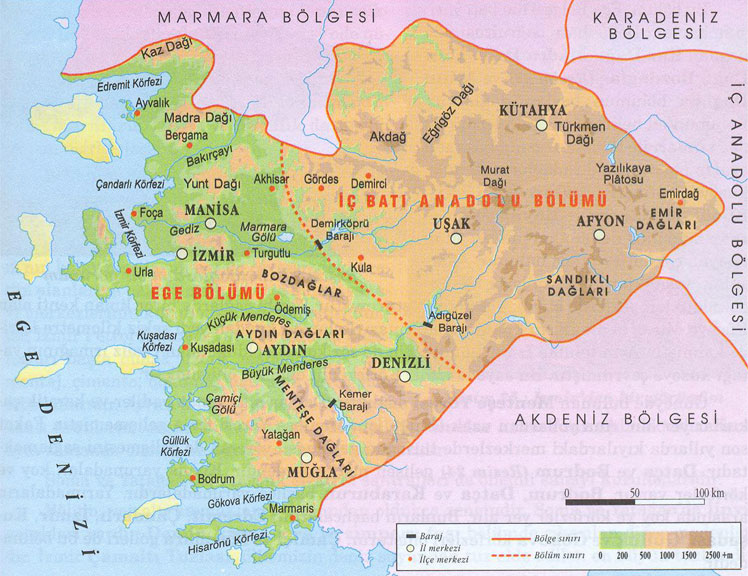 MARMARA BÖLGESİ
KARADENİZ
BÖLGESİ
İÇ ANADOLU BÖLGESİ
Kaz Dağı
Edremit Körfezi
Ayvalık
Madra Dağı
Bergama
Bakırçayı
Akdağ
Eğrigöz Dağı
KÜTAHYA
Türkmen
Dağı
Çandarlı Körfezi
Yunt Dağı
Akhisar
Gördes
Demirci
Murat
Dağı
Yazılıkaya
Plâtosu
Emirdağ
İÇ BATI ANADOLU BÖLÜMÜ
Foça
MANİSA
Gediz
Marmara
Gölü
Demirköprü
Barajı
UŞAK
AFYON
EMİR
DAĞLARI
İzmir Körfezi
İZMİR
Turgutlu
Kula
Urla
EGE BÖLÜMÜ
BOZDAĞLAR
SANDIKLI
DAĞLARI
Ödemiş
Küçük Menderes
Adıgüzel
Barajı
Kuşadası
Körfezi
Kuşadası
AYDIN DAĞLARI
AYDIN
Büyük Menderes
DENİZLİ
EGE DENİZİ
Çamiçi
Gölü
MENTEŞE DAĞLARI
Kemer
Barajı
AKDENİZ BÖLGESİ
Güllük
Körfezi
Yatağan
MUĞLA
Bodrum
Gökova Körfezi
Marmaris
Hisarönü Körfezi
0 50 100 km
Baraj
İl merkezi
İlçe merkezi
Bölge sınırı
Bölüm sınırı
0 200 500 1000 1500 2500 +m